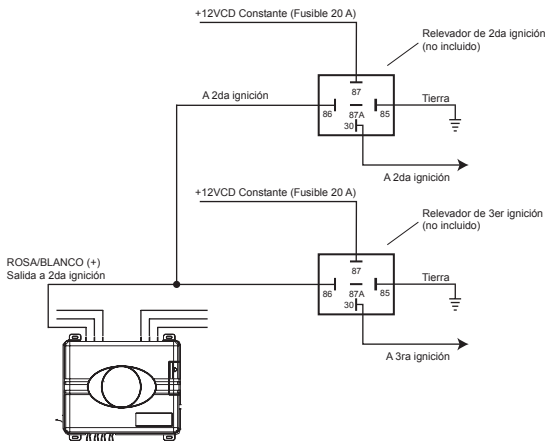 +12VCD Constante (Fusible 20 A)
Relevador de 2da ignición
(no incluido)
87
A 2da ignición
86
87A
85
Tierra
30
A 2da ignición
+12VCD Constante (Fusible 20 A)
Relevador de 3er ignición
(no incluido)
87
ROSA/BLANCO (+)
Salida a 2da ignición
86
87A
85
Tierra
30
A 3ra ignición